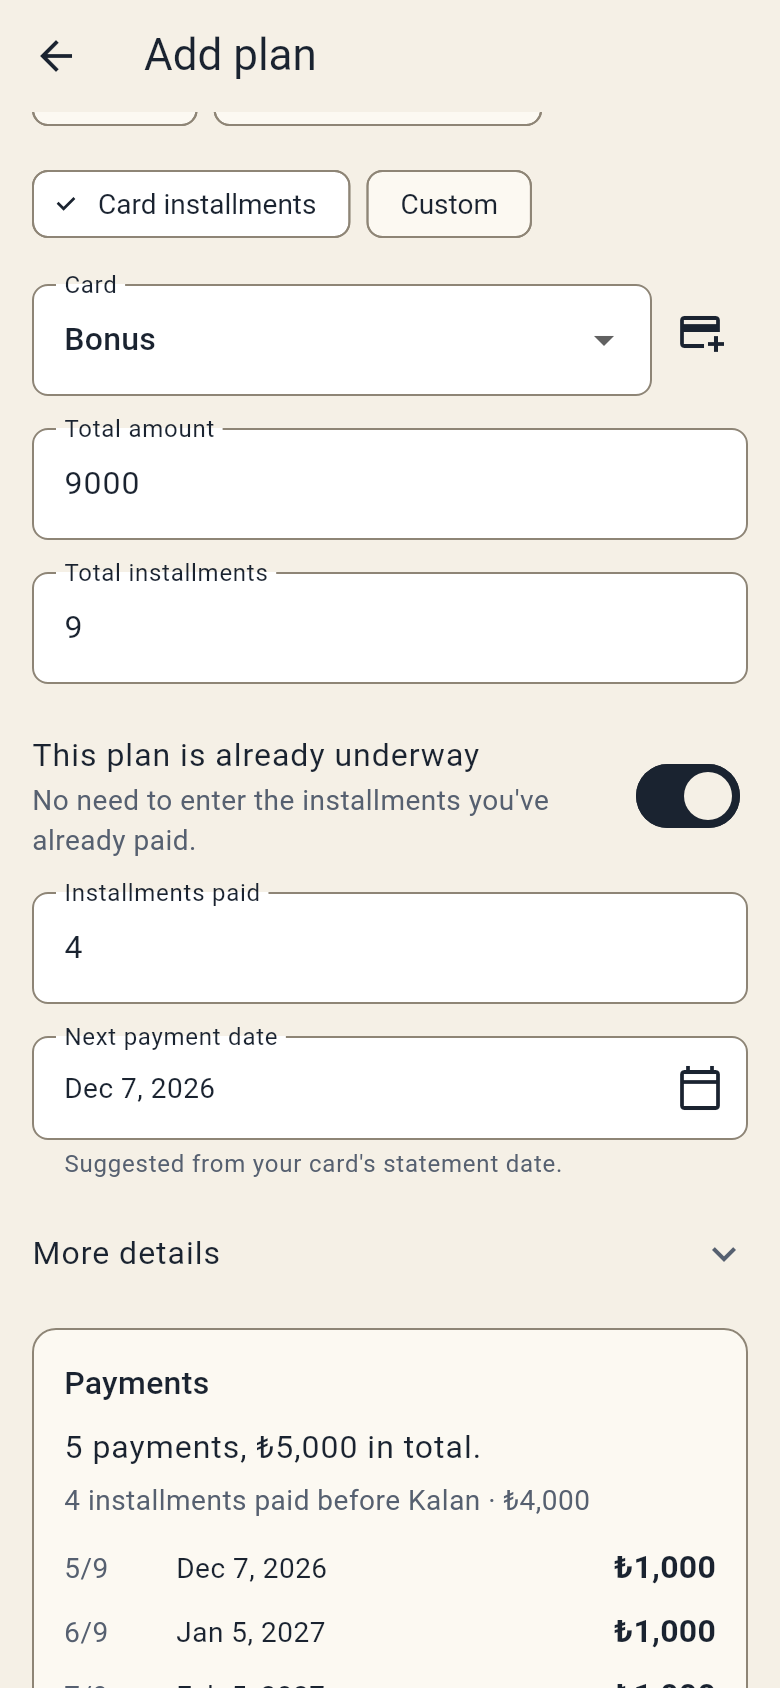 Add plan
Card installments
Custom
Card
Bonus
Total amount
9000
Total installments
9
This plan is already underway
No need to enter the installments you've
already paid.
Installments paid
4
Next payment date
Dec 7, 2026
Suggested from your card's statement date.
More details
Payments
5 payments, ₺5,000 in total.
4 installments paid before Kalan · ₺4,000
5/9 Dec 7, 2026 ₺1,000
6/9 Jan 5, 2027 ₺1,000